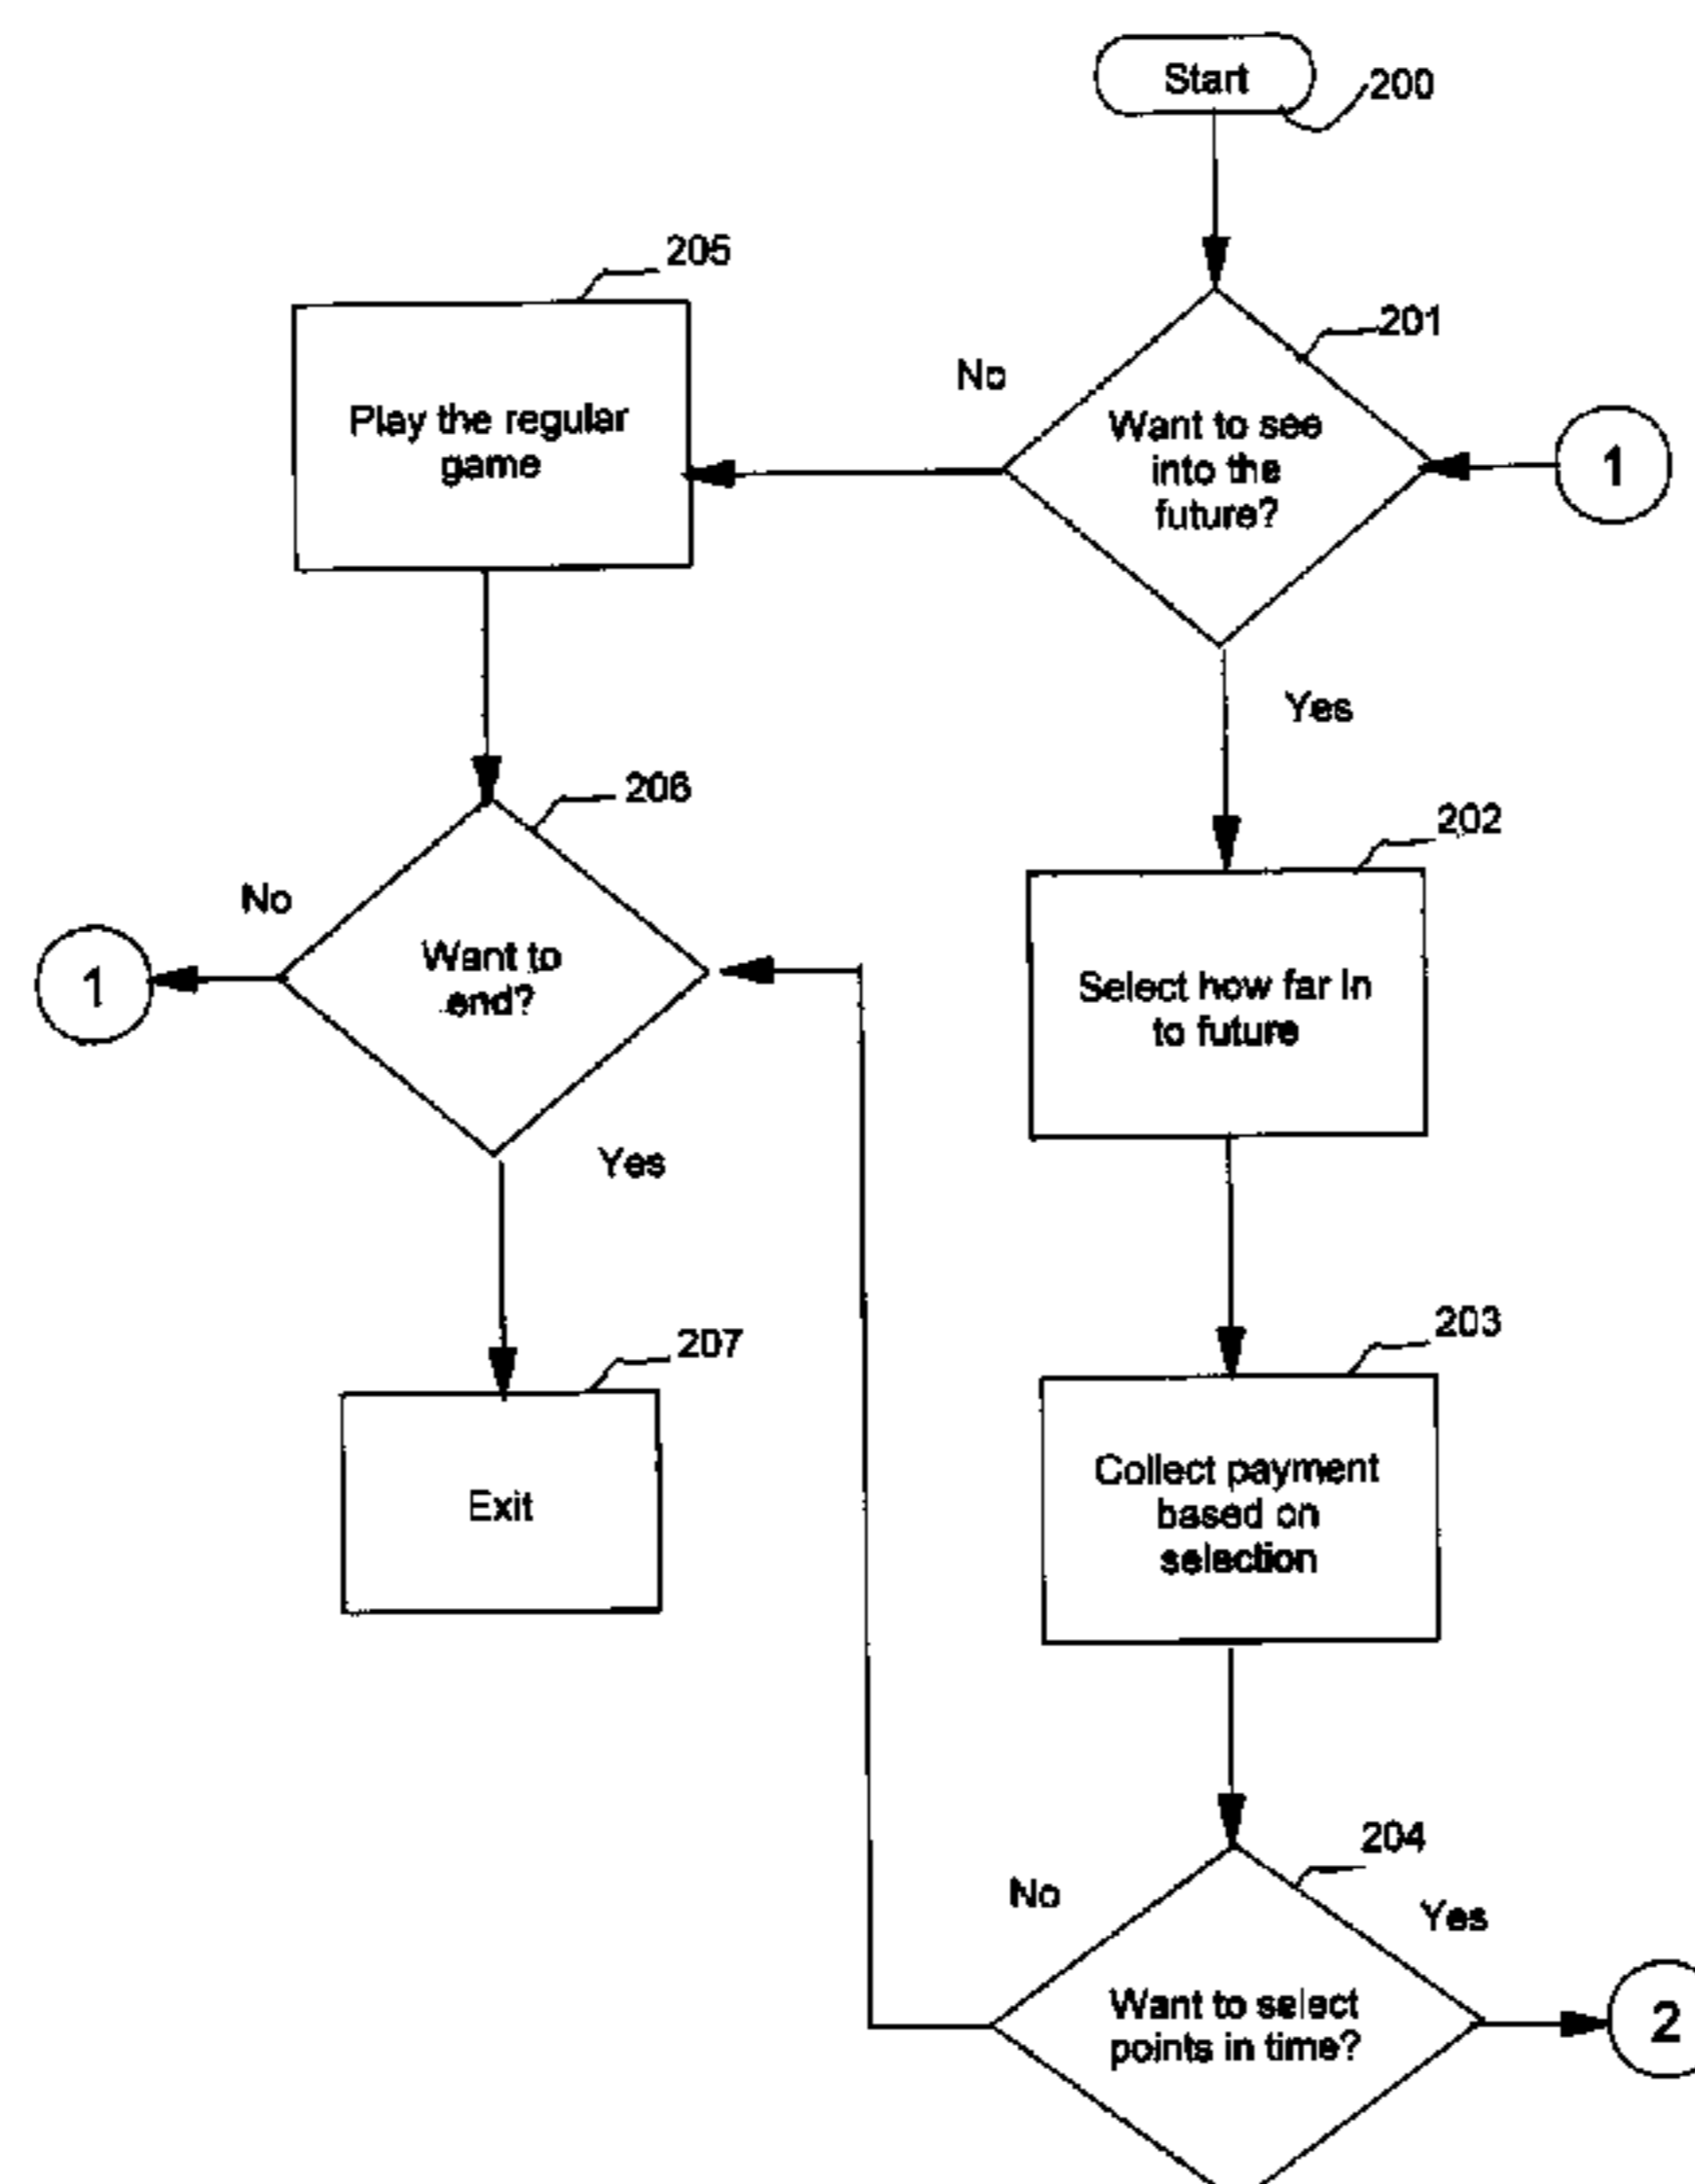 Start
200
205
201
No
Play the regular
game
Want to see
into the
future?
1
Yes
206
202
No
Want to
end?
1
Select how far in
to future
Yes
207
203
Exit
Collect payment
based on
selection
204
No
Yes
Want to select
points in time?
2